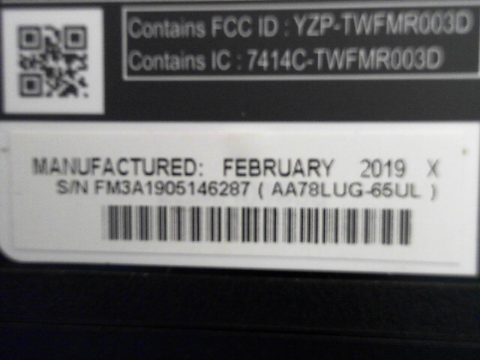 Contains FCC ID : YZP-TWFMR003D
Contains IC : 7414C-TWFMR003D
MANUFACTURED: FEBRUARY 2019 X
S/N FM3A1905146287 ( AA78LUG-65UL )